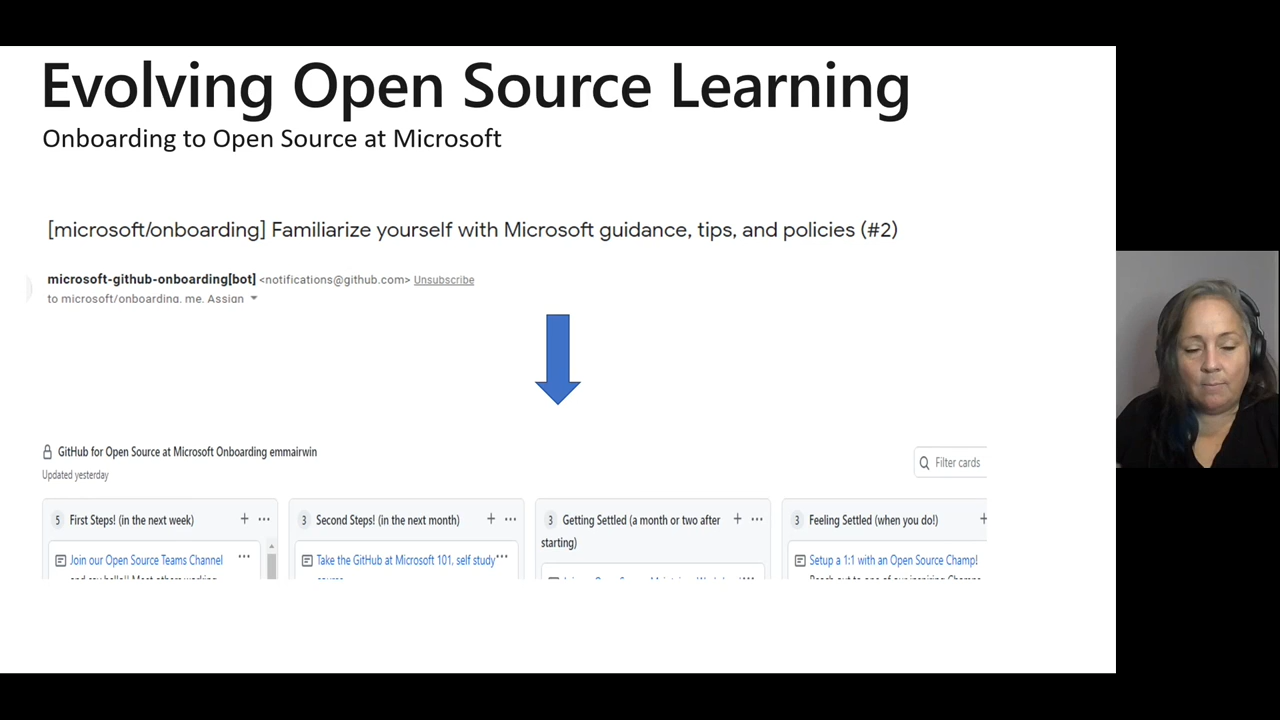 Evolving Open Source Learning
Onboarding to Open Source at Microsoft
[microsoft/onboarding] Familiarize yourself with Microsoft guidance, tips, and policies (#2)
microsoft-github-onboarding[bot] <notifications@github.com> Unsubscribe
to microsoft/onboarding, me, Assign
GitHub for Open Source at Microsoft Onboarding emmairwin
Updated yesterday
Filter cards
5 First Steps! (in the next week) + ...
3 Second Steps! (in the next month) + ...
3 Getting Settled (a month or two after + ...
starting)
3 Feeling Settled (when you do!) +
Join our Open Source Teams Channel ...
Take the GitHub at Microsoft 101, self study ...
Setup a 1:1 with an Open Source Champ!